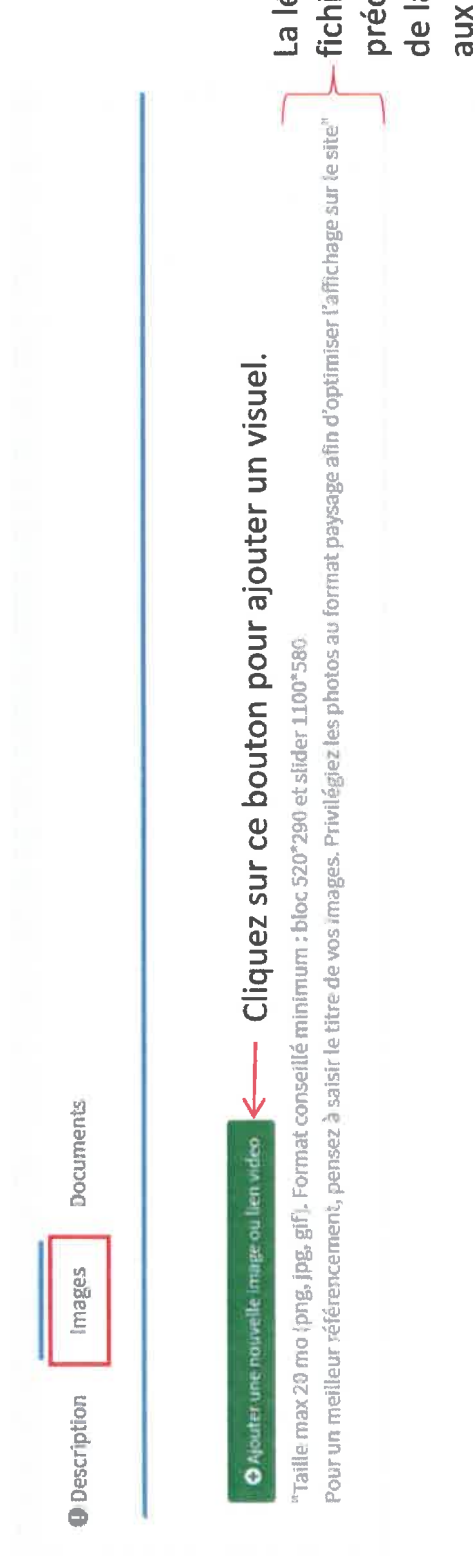 Description Images Documents
Ajouter une nouvelle image ou lien video
Cliquez sur ce bouton pour ajouter un visuel.
"Taille max 20 mo (png, jpg, gif). Format conseillé minimum : bloc 520*290 et slider 1100*580
Pour un meilleur référencement, pensez à saisir le titre de vos images. Privilégiez les photos au format paysage afin d'optimiser l'affichage sur le site"
La
de la
aux